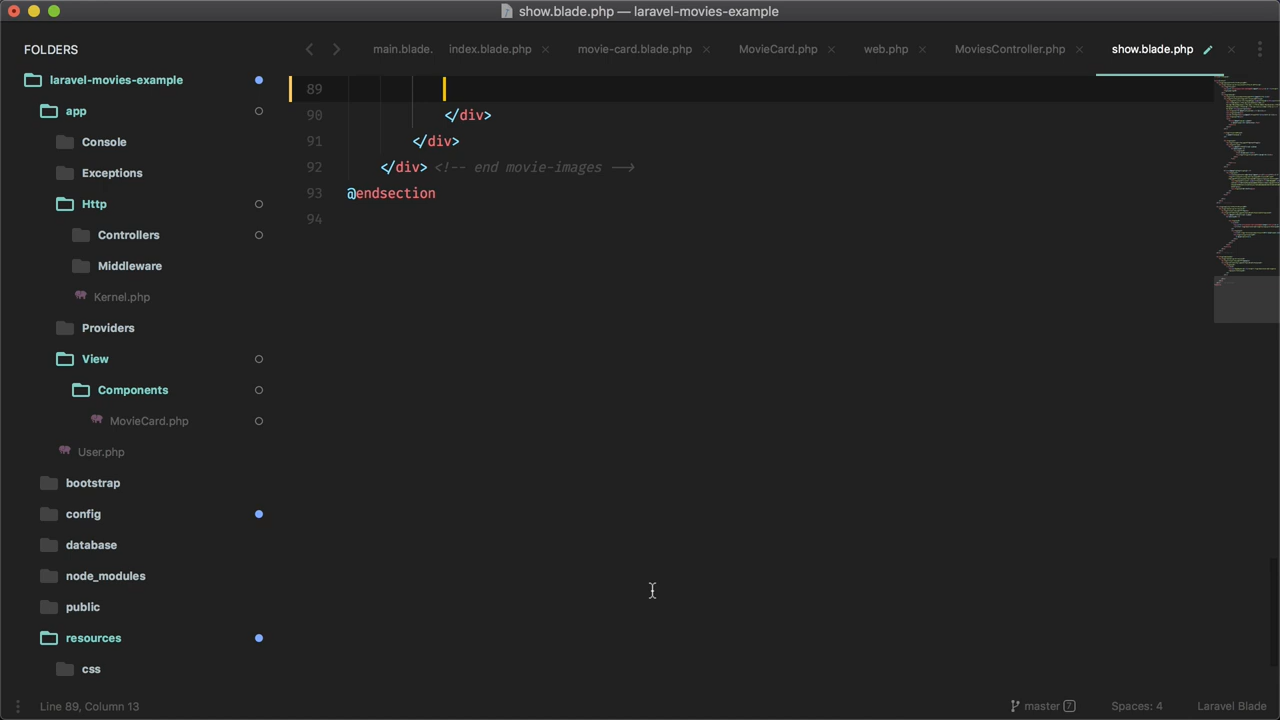 show.blade.php — laravel-movies-example
FOLDERS
main.blade.
index.blade.php
movie-card.blade.php
MovieCard.php
web.php
MoviesController.php
show.blade.php
laravel-movies-example
app
Console
Exceptions
Http
Controllers
Middleware
Kernel.php
Providers
View
Components
MovieCard.php
User.php
bootstrap
config
database
node_modules
public
resources
css
89
90 </div>
91 </div>
92 </div> <!-- end movie-images -->
93 @endsection
94
Line 89, Column 13
master 7
Spaces: 4
Laravel Blade